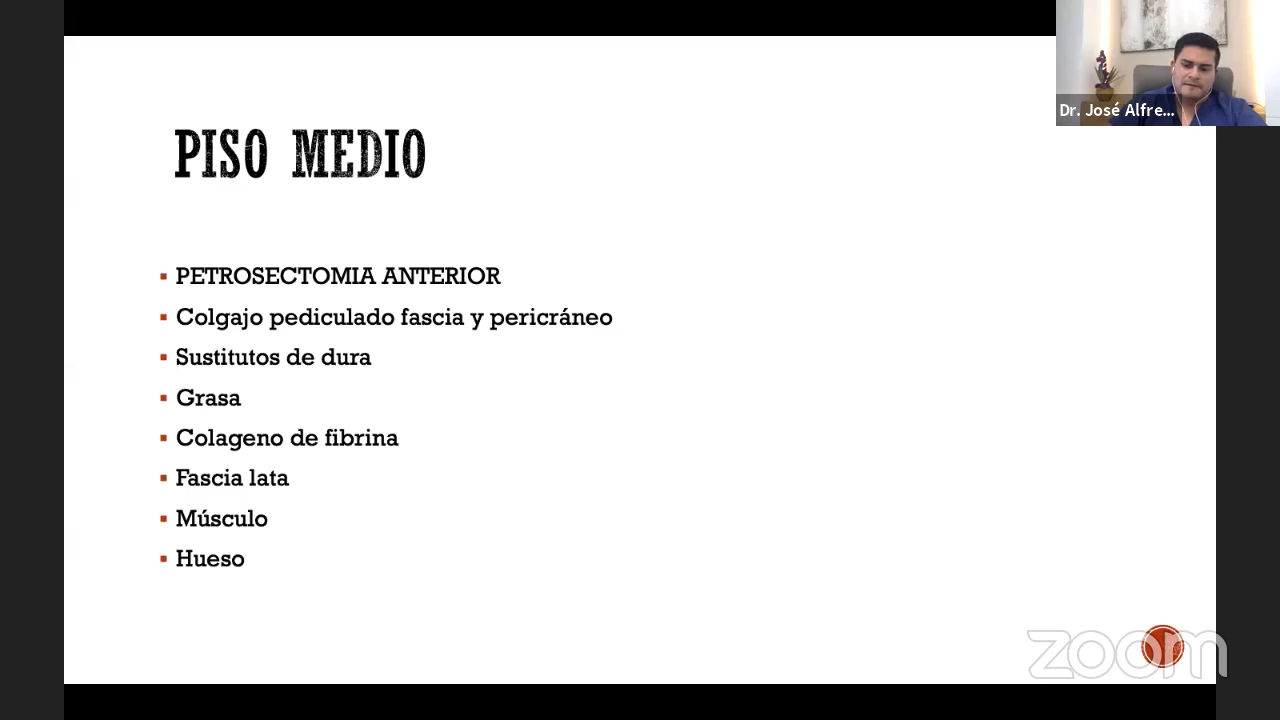 Dr. José Alfre...
PISO MEDIO
PETROSECTOMIA ANTERIOR
Colgajo pediculado fascia y pericráneo
Sustitutos de dura
Grasa
Colageno de fibrina
Fascia lata
Músculo
Hueso
zoom